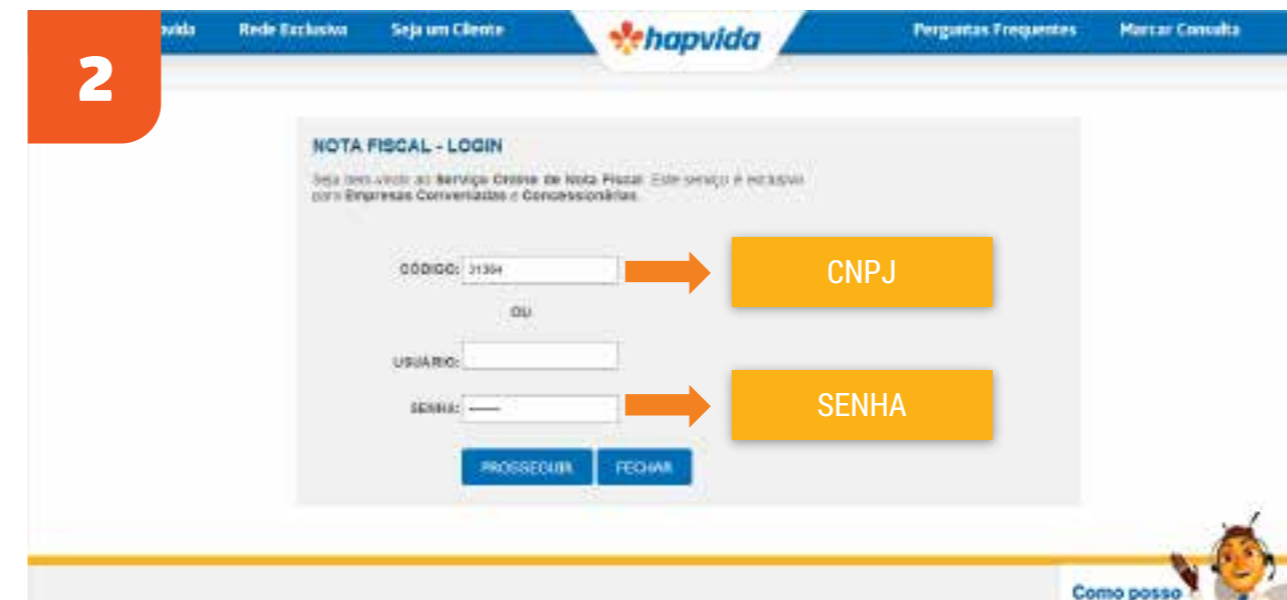 2
Rede Exclusiva
Seja um Cliente
hapvida
Perguntas Frequentes
Marcar Consulta
NOTA FISCAL - LOGIN
Seja bem-vindo ao Serviço Online de Nota Fiscal. Este serviço é exclusivo
para Empresas Conveniadas e Concessionárias.
CÓDIGO:
CNPJ
OU
USUÁRIO:
SENHA:
SENHA
PROSSEGUIR
FECHAR
Como posso